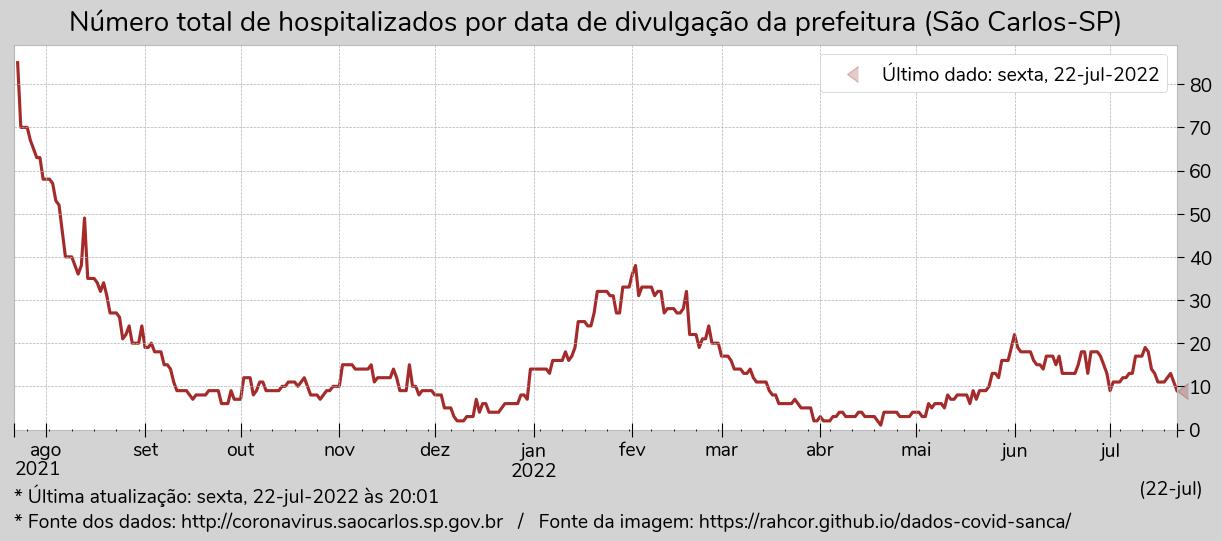 Número total de hospitalizados por data de divulgação da prefeitura (São Carlos-SP)
Último dado: sexta, 22-jul-2022
80
70
60
50
40
30
20
10
0
ago set out nov dez jan fev mar abr mai jun jul
2021 2022
(22-jul)
* Última atualização: sexta, 22-jul-2022 às 20:01
* Fonte dos dados: http://coronavirus.saocarlos.sp.gov.br / Fonte da imagem: https://rahcor.github.io/dados-covid-sanca/